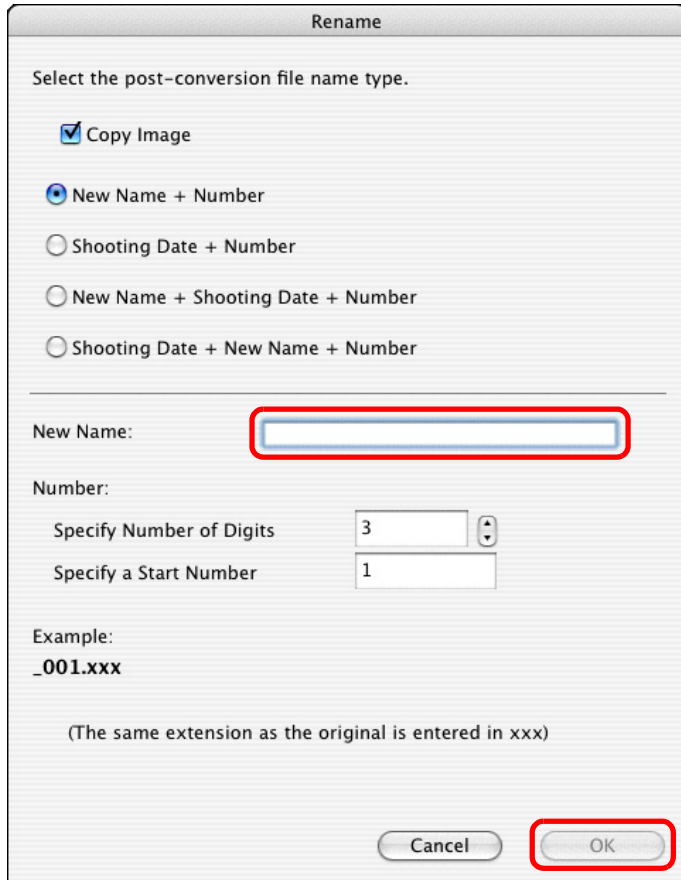 Rename
Select the post-conversion file name type.
Copy Image
New Name + Number
Shooting Date + Number
New Name + Shooting Date + Number
Shooting Date + New Name + Number
New Name:
Number:
Specify Number of Digits 3
Specify a Start Number 1
Example:
_001.xxx
(The same extension as the original is entered in xxx)
Cancel OK